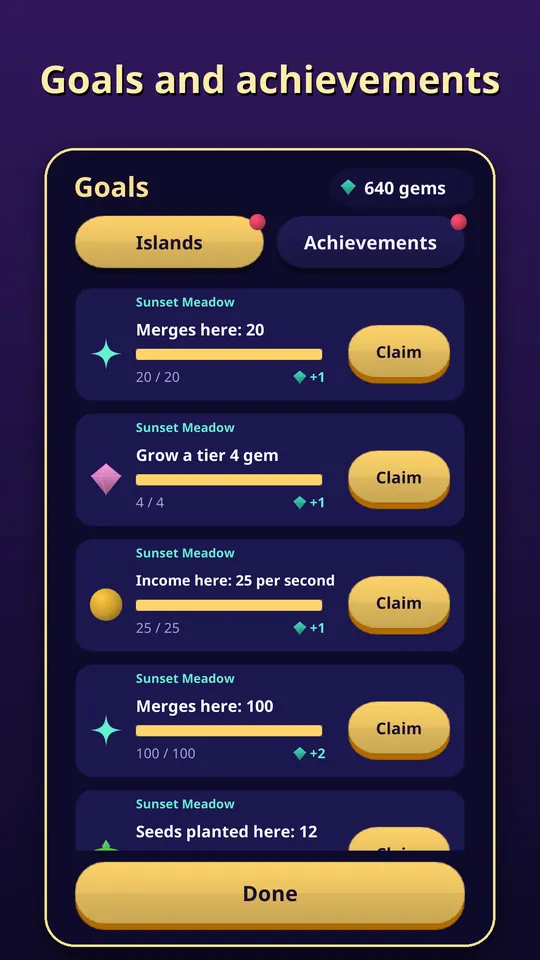 Goals and achievements
Goals
640 gems
Islands
Achievements
Sunset Meadow
Merges here: 20
20 / 20
+1
Claim
Sunset Meadow
Grow a tier 4 gem
4 / 4
+1
Claim
Sunset Meadow
Income here: 25 per second
25 / 25
+1
Claim
Sunset Meadow
Merges here: 100
100 / 100
+2
Claim
Sunset Meadow
Seeds planted here: 12
Done